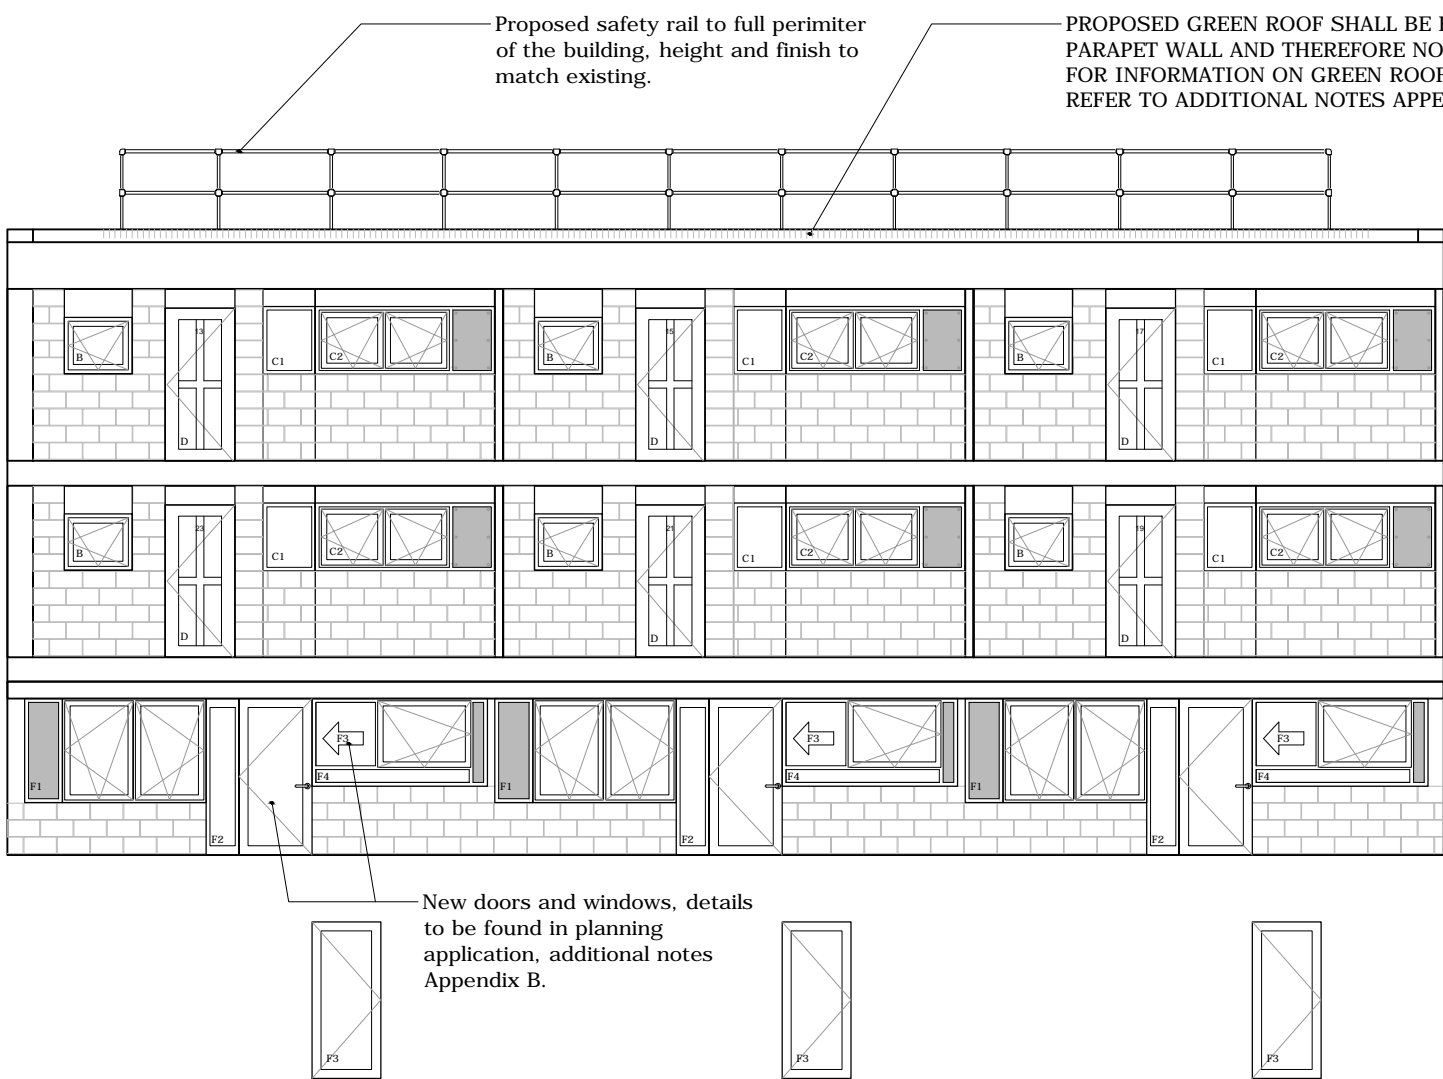 Proposed safety rail to full perimiter
of the building, height and finish to
match existing.
PROPOSED GREEN ROOF SHALL BE
PARAPET WALL AND THEREFORE
FOR INFORMATION ON GREEN
REFER TO ADDITIONAL NOTES
B
D
13
C1
C2
B
D
15
C1
C2
B
D
17
C1
C2
B
D
23
C1
C2
B
D
21
C1
C2
B
D
19
C1
C2
F1
F2
F3
F4
F1
F2
F3
F4
F1
F2
F3
F4
New doors and windows, details
to be found in planning
application, additional notes
Appendix B.
F3
F3
F3